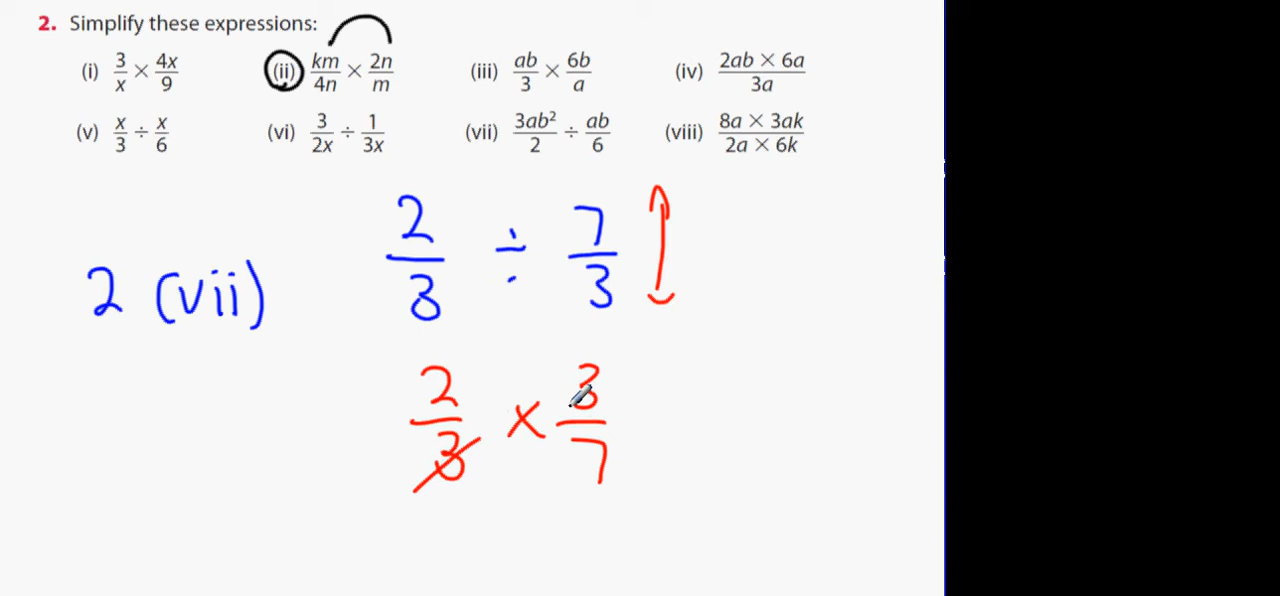 2. Simplify these expressions:
(i) 3/x × 4x/9 (ii) km/4n × 2n/m (iii) ab/3 × 6b/a (iv) 2ab × 6a/3a
(v) x/3 ÷ x/6 (vi) 3/2x ÷ 1/3x (vii) 3ab²/2 ÷ ab/6 (viii) 8a × 3ak/2a × 6k
2 (vii) 2/3 ÷ 7/3
2/3 × 3/7